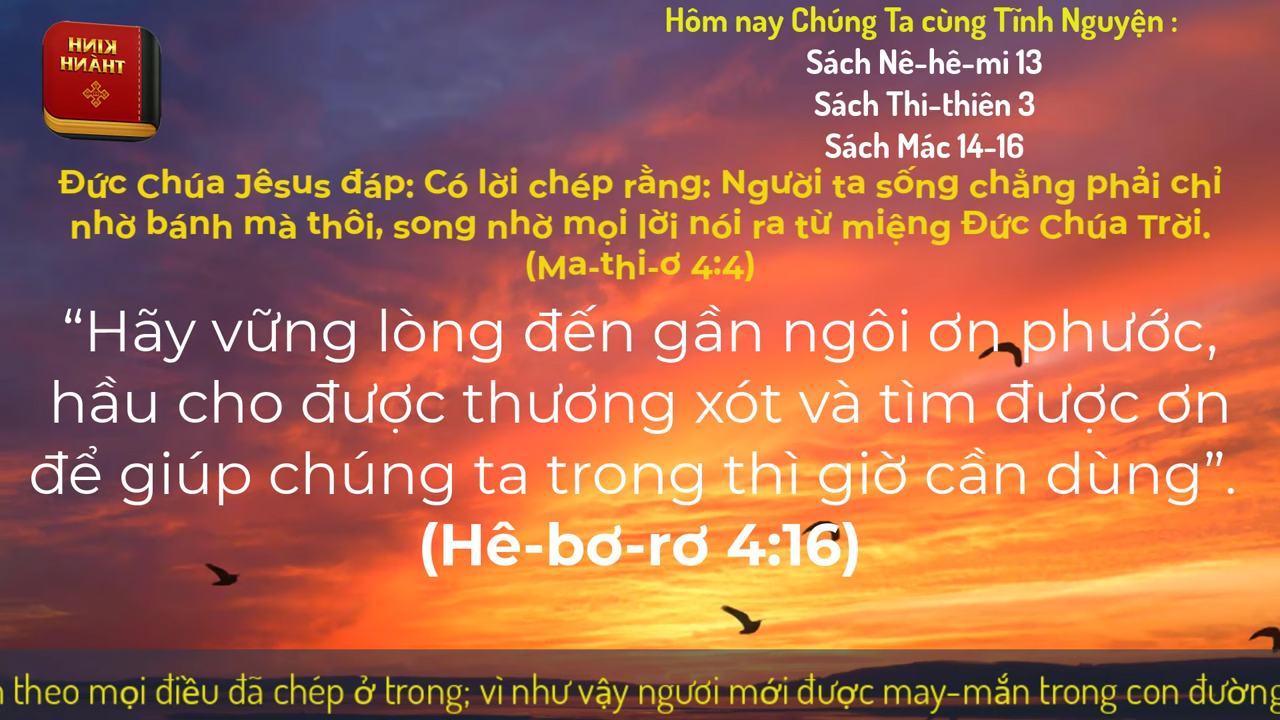 KINH
THÀNH
Hôm nay Chúng Ta cùng Tĩnh Nguyện :
Sách Nê-hê-mi 13
Sách Thi-thiên 3
Sách Mác 14-16
Đức Chúa Jêsus đáp: Có lời chép rằng: Người ta sống chẳng phải chỉ
nhờ bánh mà thôi, song nhờ mọi lời nói ra từ miệng Đức Chúa Trời.
(Ma-thi-ơ 4:4)
“Hãy vững lòng đến gần ngôi ơn phước,
hầu cho được thương xót và tìm được ơn
để giúp chúng ta trong thì giờ cần dùng”.
(Hê-bơ-rơ 4:16)
theo mọi điều đã chép ở trong; vì như vậy ngươi mới được may-mắn trong con đường